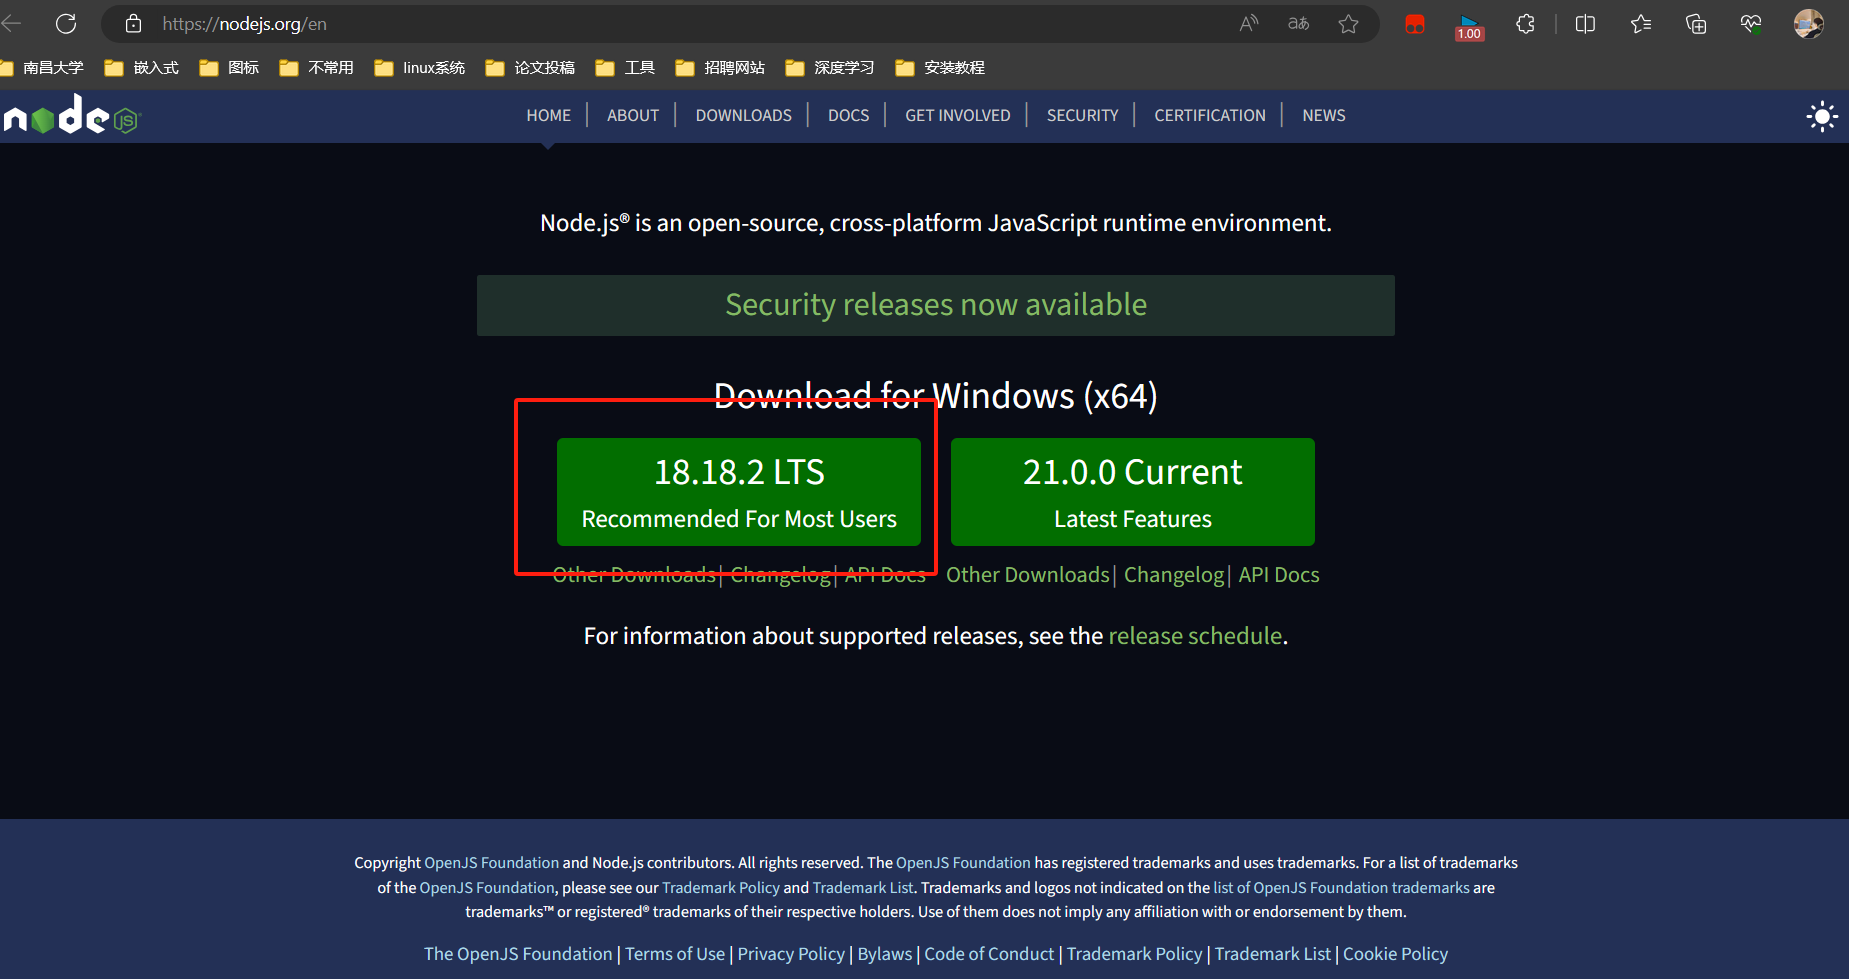 https://nodejs.org/en
1.00
南昌大学 嵌入式 图标 不常用 linux系统 论文投稿 工具 招聘网站 深度学习 安装教程
node JS
HOME | ABOUT | DOWNLOADS | DOCS | GET INVOLVED | SECURITY | CERTIFICATION | NEWS
Node.js® is an open-source, cross-platform JavaScript runtime environment.
Security releases now available
Download for Windows (x64)
18.18.2 LTS
Recommended For Most Users
21.0.0 Current
Latest Features
Other Downloads | Changelog | API Docs
Other Downloads | Changelog | API Docs
For information about supported releases, see the release schedule.
Copyright OpenJS Foundation and Node.js contributors. All rights reserved. The OpenJS Foundation has registered trademarks and uses trademarks. For a list of trademarks
of the OpenJS Foundation, please see our Trademark Policy and Trademark List. Trademarks and logos not indicated on the list of OpenJS Foundation trademarks are
trademarks™ or registered® trademarks of their respective holders. Use of them does not imply any affiliation with or endorsement by them.
The OpenJS Foundation | Terms of Use | Privacy Policy | Bylaws | Code of Conduct | Trademark Policy | Trademark List | Cookie Policy